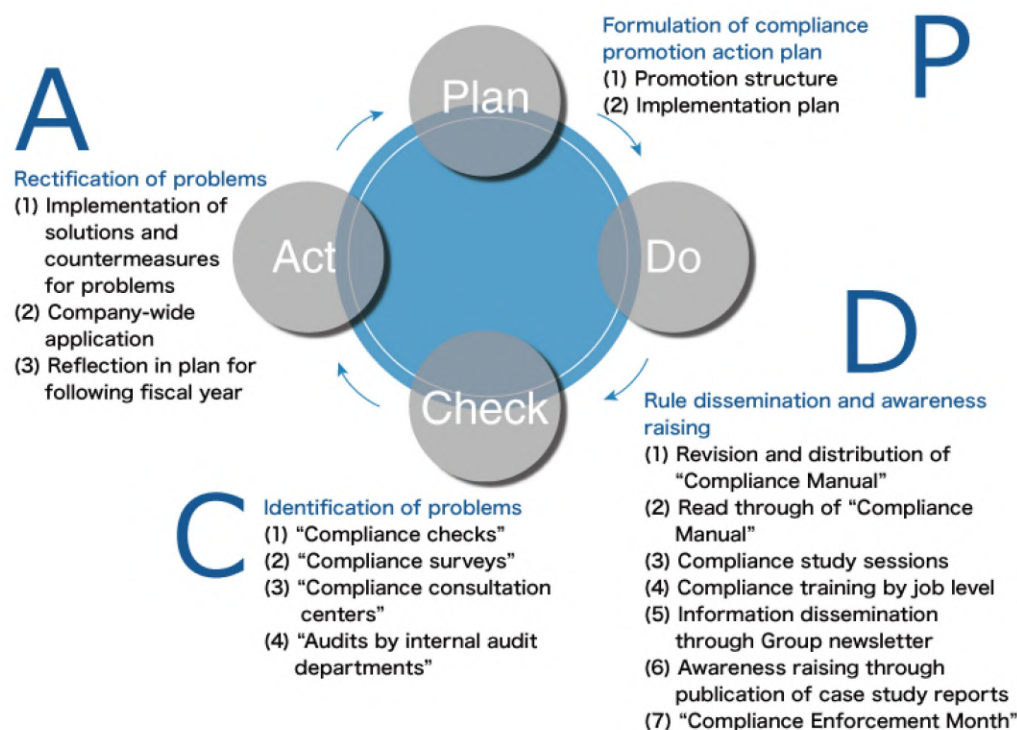 P
Formulation of compliance
promotion action plan
(1) Promotion structure
(2) Implementation plan
Plan
A
Rectification of problems
(1) Implementation of
solutions and
countermeasures
for problems
(2) Company-wide
application
(3) Reflection in plan for
following fiscal year
Act
Do
D
Rule dissemination and awareness
raising
(1) Revision and distribution of
“Compliance Manual”
(2) Read through of “Compliance
Manual”
(3) Compliance study sessions
(4) Compliance training by job level
(5) Information dissemination
through Group newsletter
(6) Awareness raising through
publication of case study reports
(7) “Compliance Enforcement Month”
Check
C
Identification of problems
(1) “Compliance checks”
(2) “Compliance surveys”
(3) “Compliance consultation
centers”
(4) “Audits by internal audit
departments”